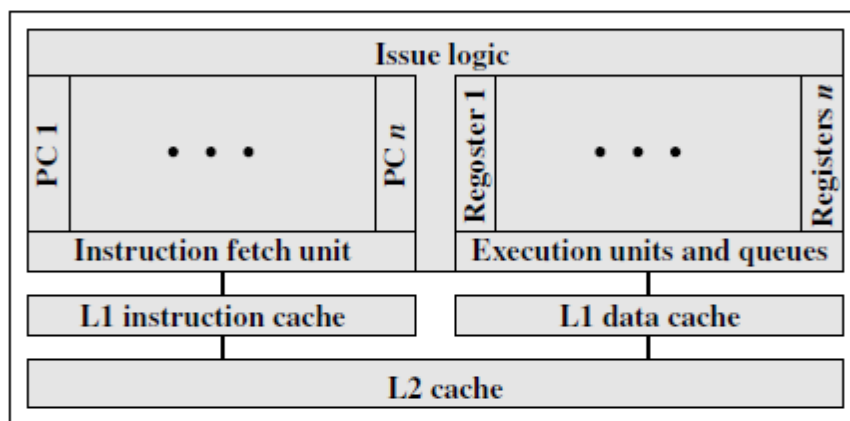 Issue logic
PC 1
PC n
Regoster 1
Registers n
Instruction fetch unit
Execution units and queues
L1 instruction cache
L1 data cache
L2 cache